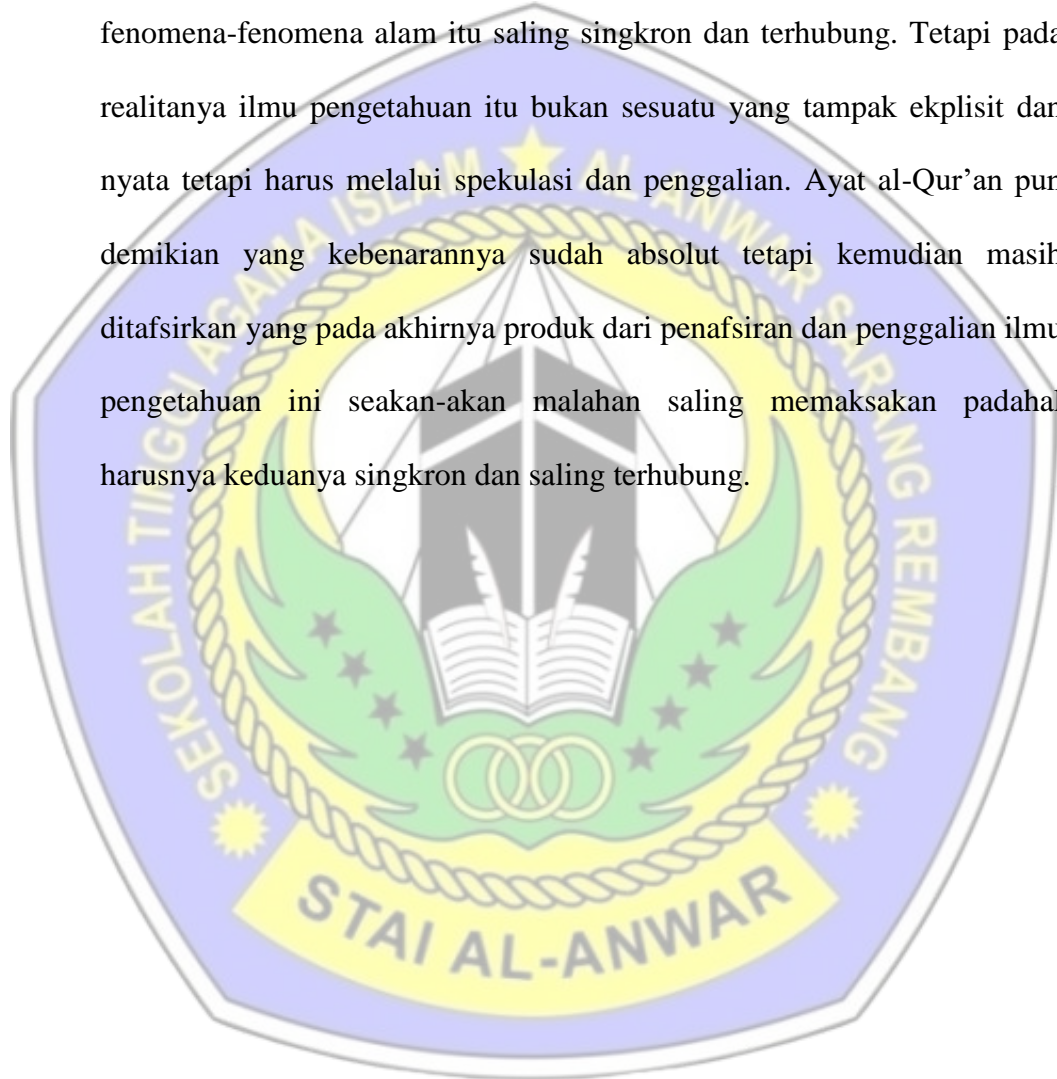 fenomena-fenomena alam itu saling singkron dan terhubung. Tetapi pada
realitanya ilmu pengetahuan itu bukan sesuatu yang tampak ekplisit dan
nyata tetapi harus melalui spekulasi dan penggalian. Ayat al-Qur’an pun
demikian yang kebenarannya sudah absolut tetapi kemudian masih
ditafsirkan yang pada akhirnya produk dari penafsiran dan penggalian ilmu
pengetahuan ini seakan-akan malahan saling memaksakan padahal
harusnya keduanya singkron dan saling terhubung.
SEKOLAH TINGGI AGAMA ISLAM AL-ANWAR SARANG REMBANG
STAI AL-ANWAR